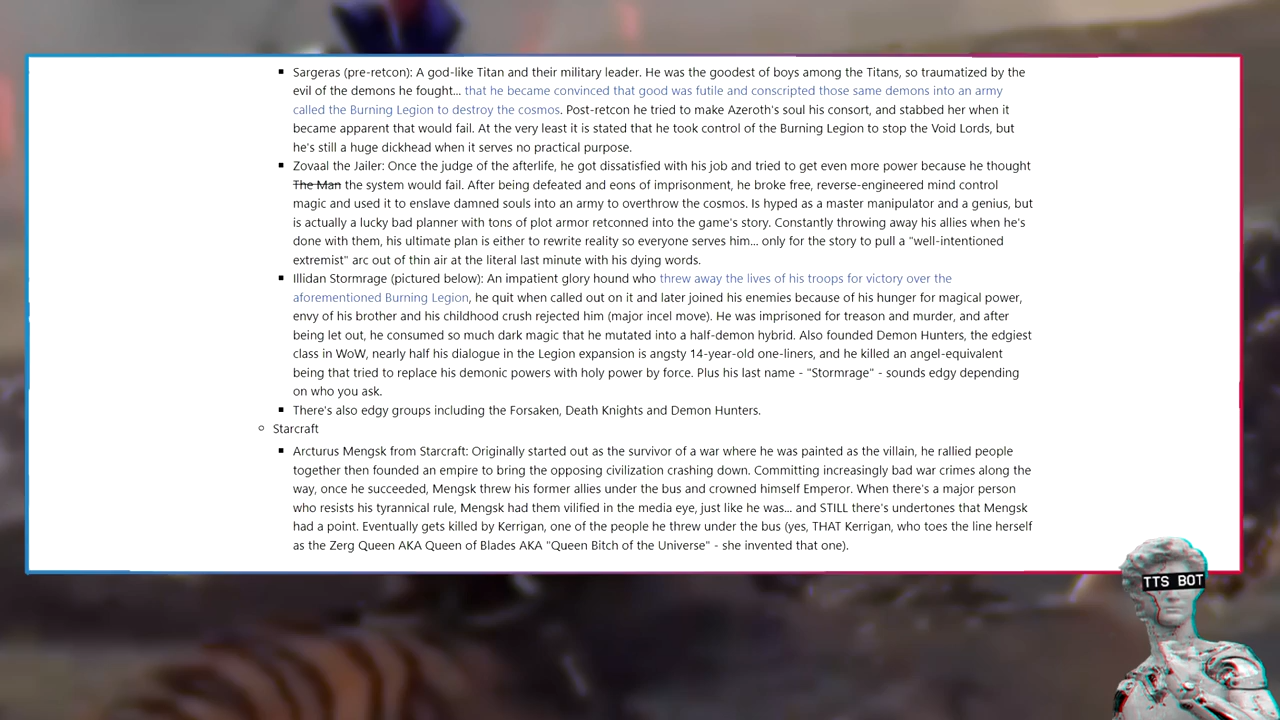 Sargeras (pre-retcon): A god-like Titan and their military leader. He was the goodest of boys among the Titans, so traumatized by the
evil of the demons he fought... that he became convinced that good was futile and conscripted those same demons into an army
called the Burning Legion to destroy the cosmos. Post-retcon he tried to make Azeroth's soul his consort, and stabbed her when it
became apparent that would fail. At the very least it is stated that he took control of the Burning Legion to stop the Void Lords, but
he's still a huge dickhead when it serves no practical purpose.
Zovaal the Jailer: Once the judge of the afterlife, he got dissatisfied with his job and tried to get even more power because he thought
The Man the system would fail. After being defeated and eons of imprisonment, he broke free, reverse-engineered mind control
magic and used it to enslave damned souls into an army to overthrow the cosmos. Is hyped as a master manipulator and a genius, but
is actually a lucky bad planner with tons of plot armor retconned into the game's story. Constantly throwing away his allies when he's
done with them, his ultimate plan is either to rewrite reality so everyone serves him... only for the story to pull a "well-intentioned
extremist" arc out of thin air at the literal last minute with his dying words.
Illidan Stormrage (pictured below): An impatient glory hound who threw away the lives of his troops for victory over the
aforementioned Burning Legion, he quit when called out on it and later joined his enemies because of his hunger for magical power,
envy of his brother and his childhood crush rejected him (major incel move). He was imprisoned for treason and murder, and after
being let out, he consumed so much dark magic that he mutated into a half-demon hybrid. Also founded Demon Hunters, the edgiest
class in WoW, nearly half his dialogue in the Legion expansion is angsty 14-year-old one-liners, and he killed an angel-equivalent
being that tried to replace his demonic powers with holy power by force. Plus his last name - "Stormrage" - sounds edgy depending
on who you ask.
There's also edgy groups including the Forsaken, Death Knights and Demon Hunters.
Starcraft
Arcturus Mengsk from Starcraft: Originally started out as the survivor of a war where he was painted as the villain, he rallied people
together then founded an empire to bring the opposing civilization crashing down. Committing increasingly bad war crimes along the
way, once he succeeded, Mengsk threw his former allies under the bus and crowned himself Emperor. When there's a major person
who resists his tyrannical rule, Mengsk had them vilified in the media eye, just like he was... and STILL there's undertones that Mengsk
had a point. Eventually gets killed by Kerrigan, one of the people he threw under the bus (yes, THAT Kerrigan, who toes the line herself
as the Zerg Queen AKA Queen of Blades AKA "Queen Bitch of the Universe" - she invented that one).
TTS BOT